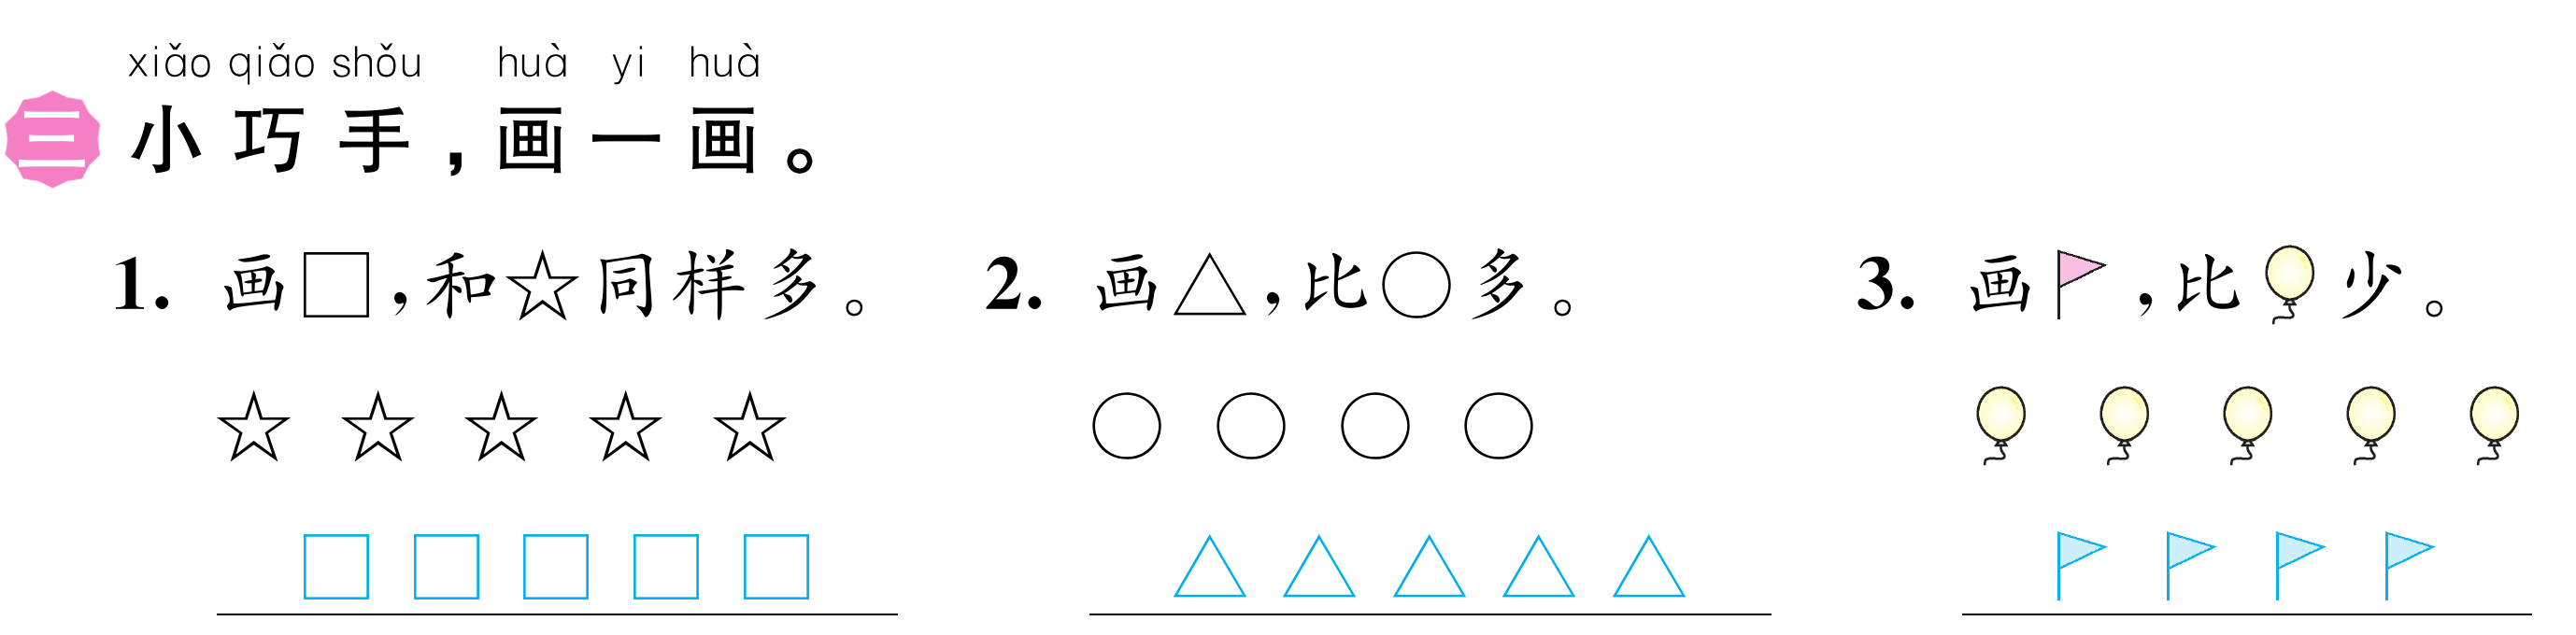 xiǎo qiǎo shǒu huà yi huà
三 小巧手，画一画。
1. 画□，和☆同样多。
2. 画△，比○多。
3. 画，比少。